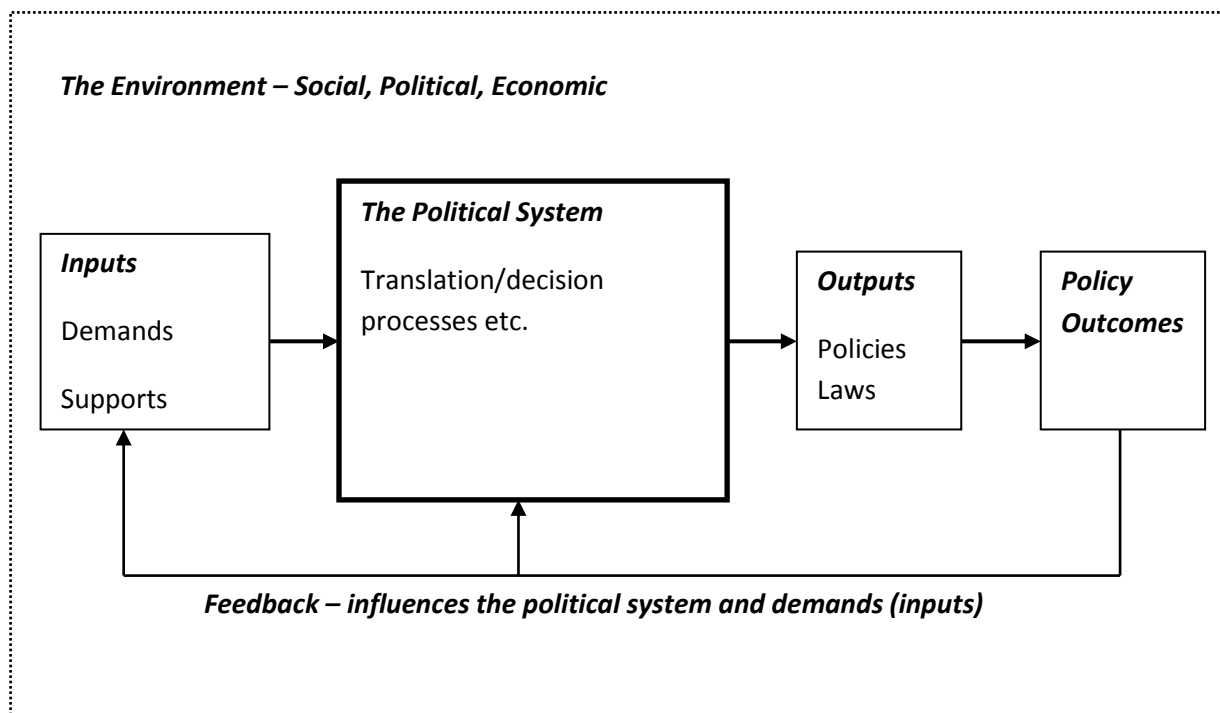 The Environment – Social, Political, Economic
Inputs
Demands
Supports
The Political System
Translation/decision
processes etc.
Outputs
Policies
Laws
Policy
Outcomes
Feedback – influences the political system and demands (inputs)